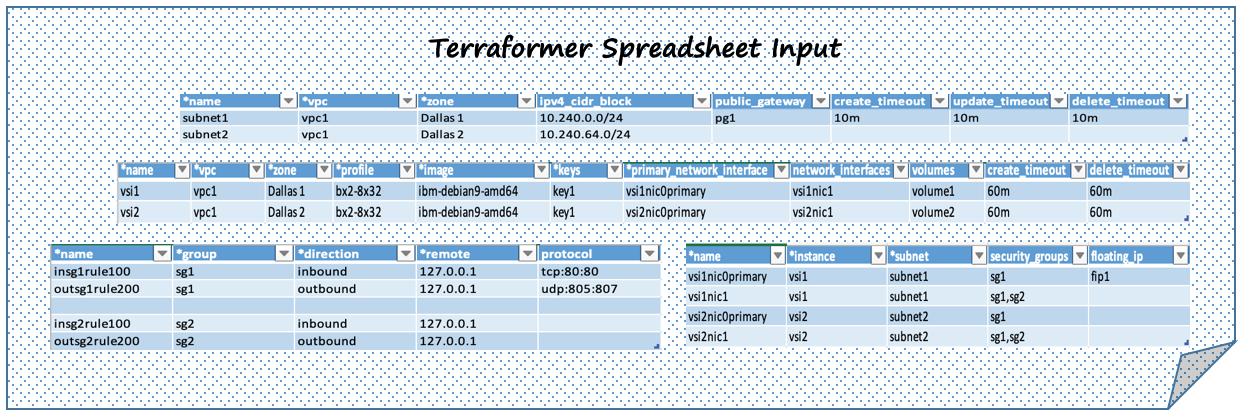 Terraformer Spreadsheet Input
*name *vpc *zone ipv4_cidr_block public_gateway create_timeout update_timeout delete_timeout
subnet1 vpc1 Dallas 1 10.240.0.0/24 pg1 10m 10m 10m
subnet2 vpc1 Dallas 2 10.240.64.0/24
*name *vpc *zone *profile *image *keys *primary_network_interface network_interfaces volumes create_timeout delete_timeout
vsi1 vpc1 Dallas 1 bx2-8x32 ibm-debian9-amd64 key1 vsi1nic0primary vsi1nic1 volume1 60m 60m
vsi2 vpc1 Dallas 2 bx2-8x32 ibm-debian9-amd64 key1 vsi2nic0primary vsi2nic1 volume2 60m 60m
*name *group *direction *remote protocol
insg1rule100 sg1 inbound 127.0.0.1 tcp:80:80
outsg1rule200 sg1 outbound 127.0.0.1 udp:805:807
insg2rule100 sg2 inbound 127.0.0.1
outsg2rule200 sg2 outbound 127.0.0.1
*name *instance *subnet security_groups floating_ip
vsi1nic0primary vsi1 subnet1 sg1 fip1
vsi1nic1 vsi1 subnet1 sg1,sg2
vsi2nic0primary vsi2 subnet2 sg1
vsi2nic1 vsi2 subnet2 sg1,sg2